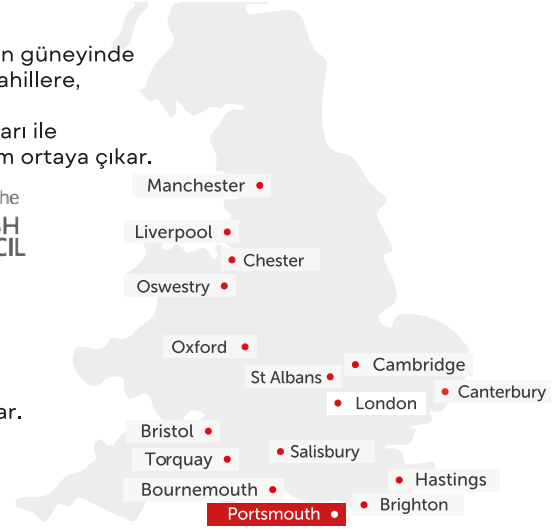 n güneyinde
ahillere,
arı ile
m ortaya çıkar.
he
SH
CIL
ar.
Manchester
Liverpool
Chester
Oswestry
Oxford
Cambridge
St Albans
Canterbury
London
Bristol
Salisbury
Torquay
Hastings
Bournemouth
Brighton
Portsmouth